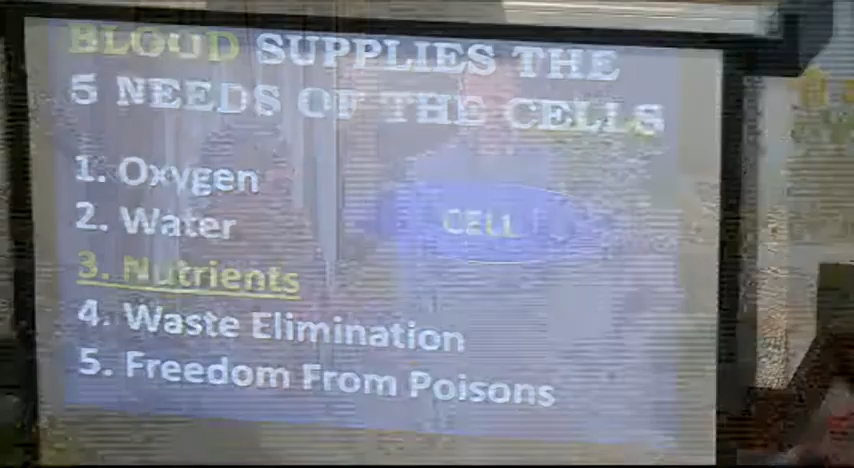 BLOOD SUPPLIES THE
5 NEEDS OF THE CELLS
1. Oxygen
2. Water
3. Nutrients
4. Waste Elimination
5. Freedom From Poisons
CELL